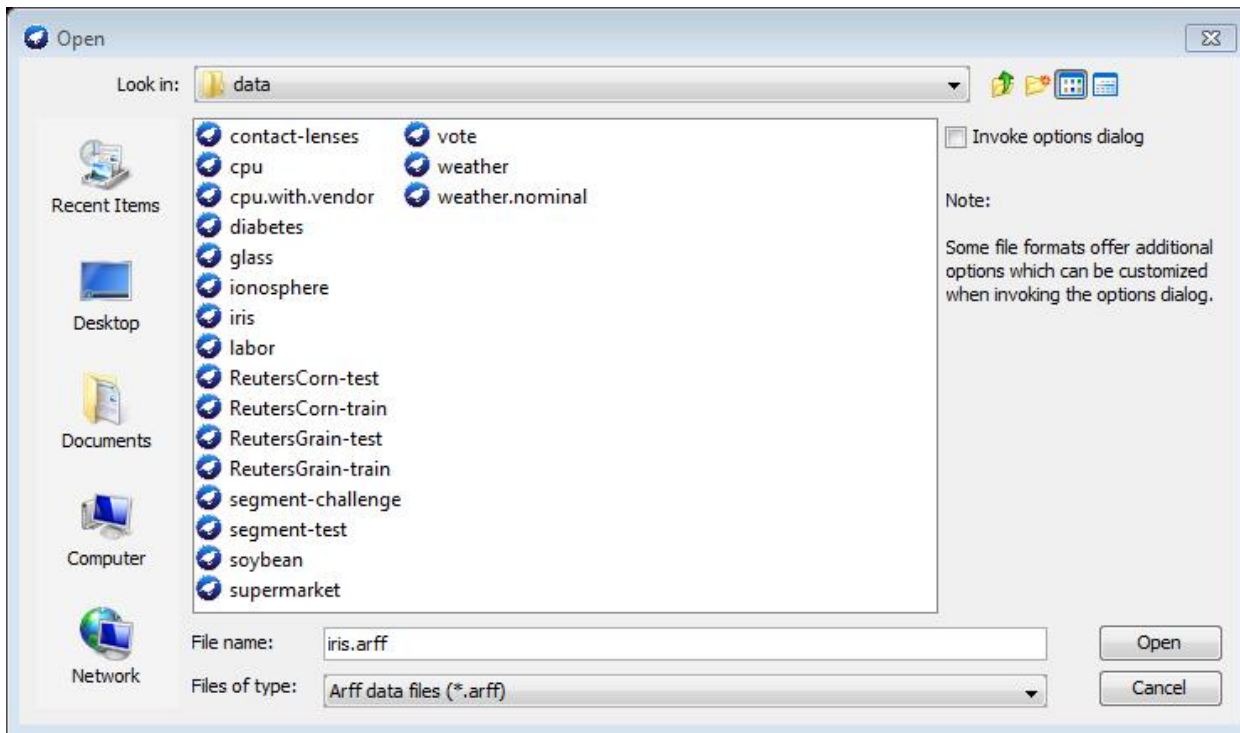 Open
Look in:
data
Recent Items
Desktop
Documents
Computer
Network
contact-lenses
cpu
cpu.with.vendor
diabetes
glass
ionosphere
iris
labor
ReutersCorn-test
ReutersCorn-train
ReutersGrain-test
ReutersGrain-train
segment-challenge
segment-test
soybean
supermarket
vote
weather
weather.nominal
Invoke options dialog
Note:
Some file formats offer additional
options which can be customized
when invoking the options dialog.
File name:
iris.arff
Open
Files of type:
Arff data files (*.arff)
Cancel